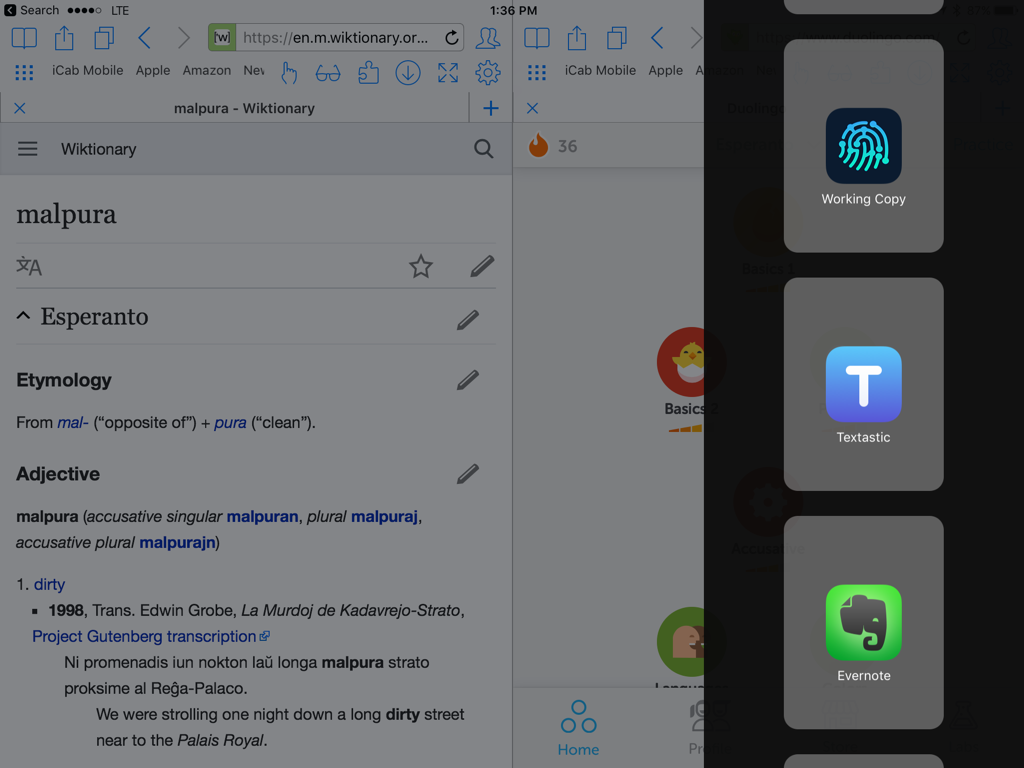 Search LTE
1:36 PM
[w] https://en.m.wiktionary.or...
iCab Mobile Apple Amazon
malpura - Wiktionary
Wiktionary
malpura
Esperanto
Etymology
From mal- (“opposite of”) + pura (“clean”).
Adjective
malpura (accusative singular malpuran, plural malpuraj,
accusative plural malpurajn)
1. dirty
▪ 1998, Trans. Edwin Grobe, La Murdoj de Kadavrejo-Strato,
Project Gutenberg transcription
Ni promenadis iun nokton laŭ longa malpura strato
proksime al Reĝa-Palaco.
We were strolling one night down a long dirty street
near to the Palais Royal.
iCab Mobile Apple
Duolingo
36
Basics 1
Basics 2
Accusative
Home
Working Copy
Textastic
Evernote